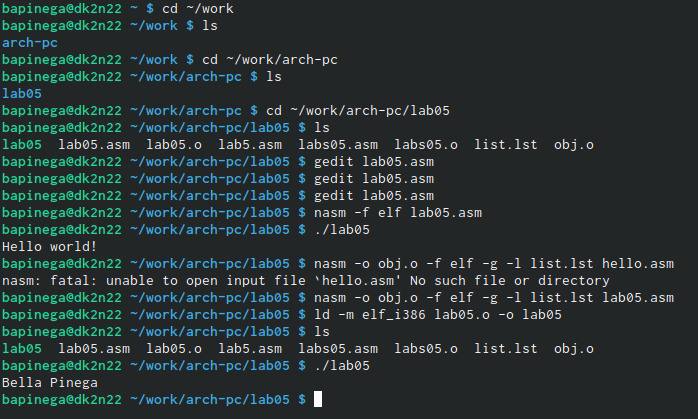 bapinega@dk2n22 ~ $ cd ~/work
bapinega@dk2n22 ~/work $ ls
arch-pc
bapinega@dk2n22 ~/work $ cd ~/work/arch-pc
bapinega@dk2n22 ~/work/arch-pc $ ls
lab05
bapinega@dk2n22 ~/work/arch-pc $ cd ~/work/arch-pc/lab05
bapinega@dk2n22 ~/work/arch-pc/lab05 $ ls
lab05  lab05.asm  lab05.o  lab5.asm  labs05.asm  labs05.o  list.lst  obj.o
bapinega@dk2n22 ~/work/arch-pc/lab05 $ gedit lab05.asm
bapinega@dk2n22 ~/work/arch-pc/lab05 $ gedit lab05.asm
bapinega@dk2n22 ~/work/arch-pc/lab05 $ gedit lab05.asm
bapinega@dk2n22 ~/work/arch-pc/lab05 $ nasm -f elf lab05.asm
bapinega@dk2n22 ~/work/arch-pc/lab05 $ ./lab05
Hello world!
bapinega@dk2n22 ~/work/arch-pc/lab05 $ nasm -o obj.o -f elf -g -l list.lst hello.asm
nasm: fatal: unable to open input file `hello.asm' No such file or directory
bapinega@dk2n22 ~/work/arch-pc/lab05 $ nasm -o obj.o -f elf -g -l list.lst lab05.asm
bapinega@dk2n22 ~/work/arch-pc/lab05 $ ld -m elf_i386 lab05.o -o lab05
bapinega@dk2n22 ~/work/arch-pc/lab05 $ ls
lab05  lab05.asm  lab05.o  lab5.asm  labs05.asm  labs05.o  list.lst  obj.o
bapinega@dk2n22 ~/work/arch-pc/lab05 $ ./lab05
Bella Pinega
bapinega@dk2n22 ~/work/arch-pc/lab05 $